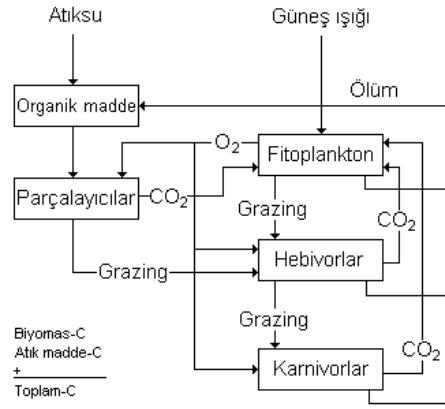 Atıksu
Güneş ışığı
Organik madde
Ölüm
O2
Fitoplankton
Parçalayıcılar
CO2
Grazing
CO2
Grazing
Hebivorlar
Grazing
CO2
Karnivorlar
Biyomas-C
Atık madde-C
+
Toplam-C